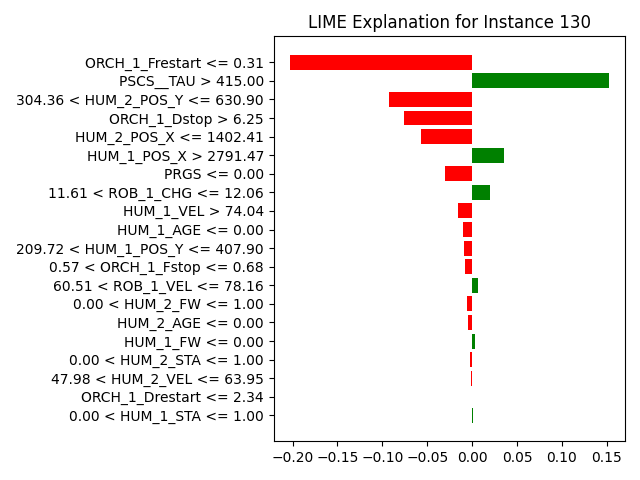 LIME Explanation for Instance 130
ORCH_1_Frestart <= 0.31
PSCS__TAU > 415.00
304.36 < HUM_2_POS_Y <= 630.90
ORCH_1_Dstop > 6.25
HUM_2_POS_X <= 1402.41
HUM_1_POS_X > 2791.47
PRGS <= 0.00
11.61 < ROB_1_CHG <= 12.06
HUM_1_VEL > 74.04
HUM_1_AGE <= 0.00
209.72 < HUM_1_POS_Y <= 407.90
0.57 < ORCH_1_Fstop <= 0.68
60.51 < ROB_1_VEL <= 78.16
0.00 < HUM_2_FW <= 1.00
HUM_2_AGE <= 0.00
HUM_1_FW <= 0.00
0.00 < HUM_2_STA <= 1.00
47.98 < HUM_2_VEL <= 63.95
ORCH_1_Drestart <= 2.34
0.00 < HUM_1_STA <= 1.00
−0.20 −0.15 −0.10 −0.05 0.00 0.05 0.10 0.15